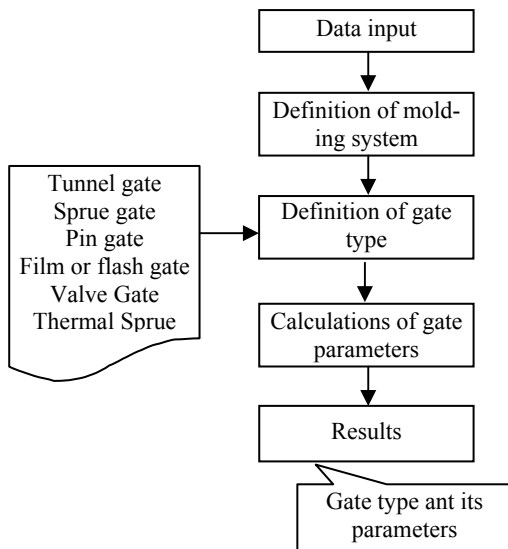 Data input
Definition of mold-
ing system
Tunnel gate
Sprue gate
Pin gate
Film or flash gate
Valve Gate
Thermal Sprue
Definition of gate
type
Calculations of gate
parameters
Results
Gate type ant its
parameters